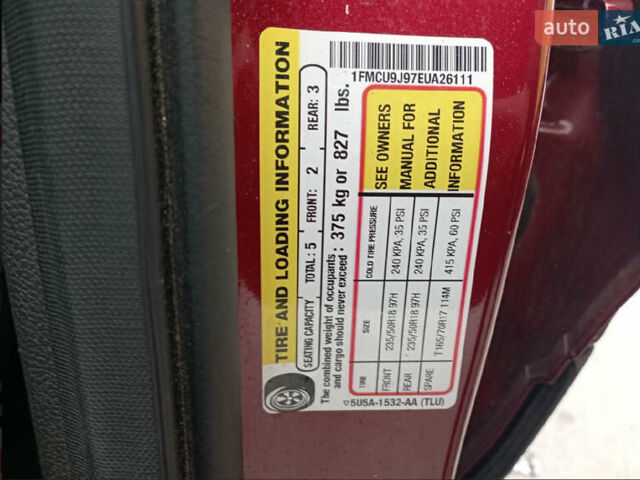 auto RIA .com
1FMCU9J97EUA26111
TIRE AND LOADING INFORMATION
SEATING CAPACITY TOTAL: 5 FRONT: 2 REAR: 3
The combined weight of occupants and cargo should never exceed: 375 kg or 827 lbs.
TIRE SIZE COLD TIRE PRESSURE
FRONT 235/50R18 97H 240 KPA, 35 PSI
REAR 235/50R18 97H 240 KPA, 35 PSI
SPARE T165/70R17 114M 415 KPA, 60 PSI
SEE OWNERS
MANUAL FOR
ADDITIONAL
INFORMATION
5U5A-1532-AA (TLU)